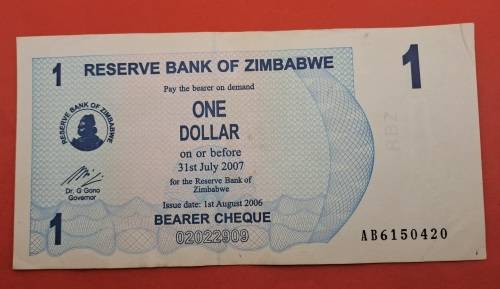 1 RESERVE BANK OF ZIMBABWE 1
Pay the bearer on demand
RESERVE BANK OF ZIMBABWE
ONE
DOLLAR
on or before
31st July 2007
for the Reserve Bank of
Zimbabwe
Dr. G Gono
Governor
Issue date: 1st August 2006
1 BEARER CHEQUE
02022909
AB6150420
RBZ